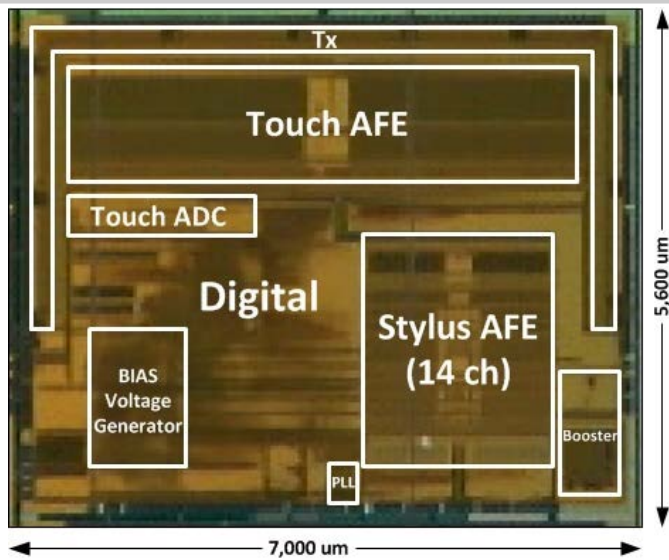 Tx
Touch AFE
Touch ADC
Digital
Stylus AFE
(14 ch)
BIAS
Voltage
Generator
Booster
PLL
5,600 um
7,000 um